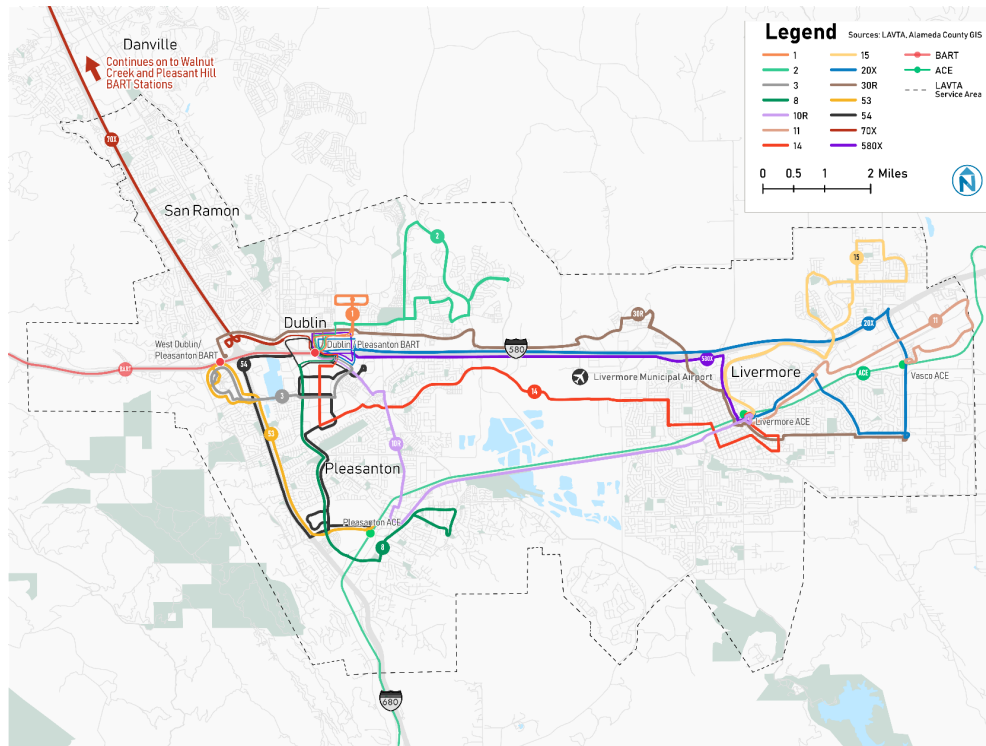 Legend Sources: LAVTA, Alameda County GIS
1
2
3
8
10R
11
14
15
20X
30R
53
54
70X
580X
BART
ACE
LAVTA
Service Area
0 0.5 1 2 Miles
N
Danville
Continues on to Walnut
Creek and Pleasant Hill
BART Stations
70X
San Ramon
2
15
1
30R
20X
11
Dublin
West Dublin/
Pleasanton BART
Dublin/Pleasanton BART
580
580X
BART
54
3
Livermore Municipal Airport
Livermore
ACE
Vasco ACE
14
53
10R
Livermore ACE
Pleasanton
Pleasanton ACE
8
680